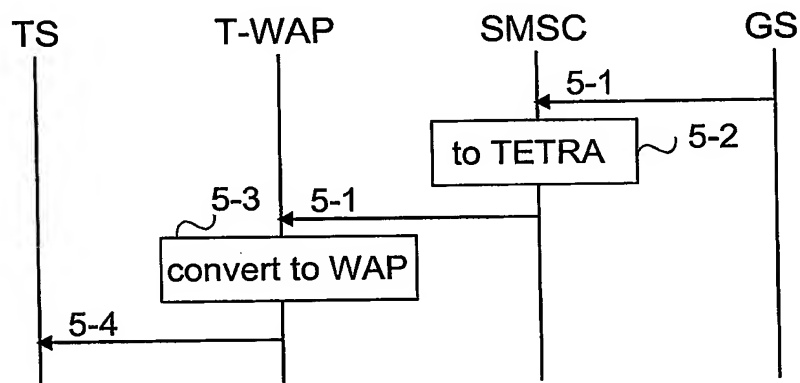 TS T-WAP SMSC GS
5-1
to TETRA 5-2
5-3 5-1
convert to WAP
5-4